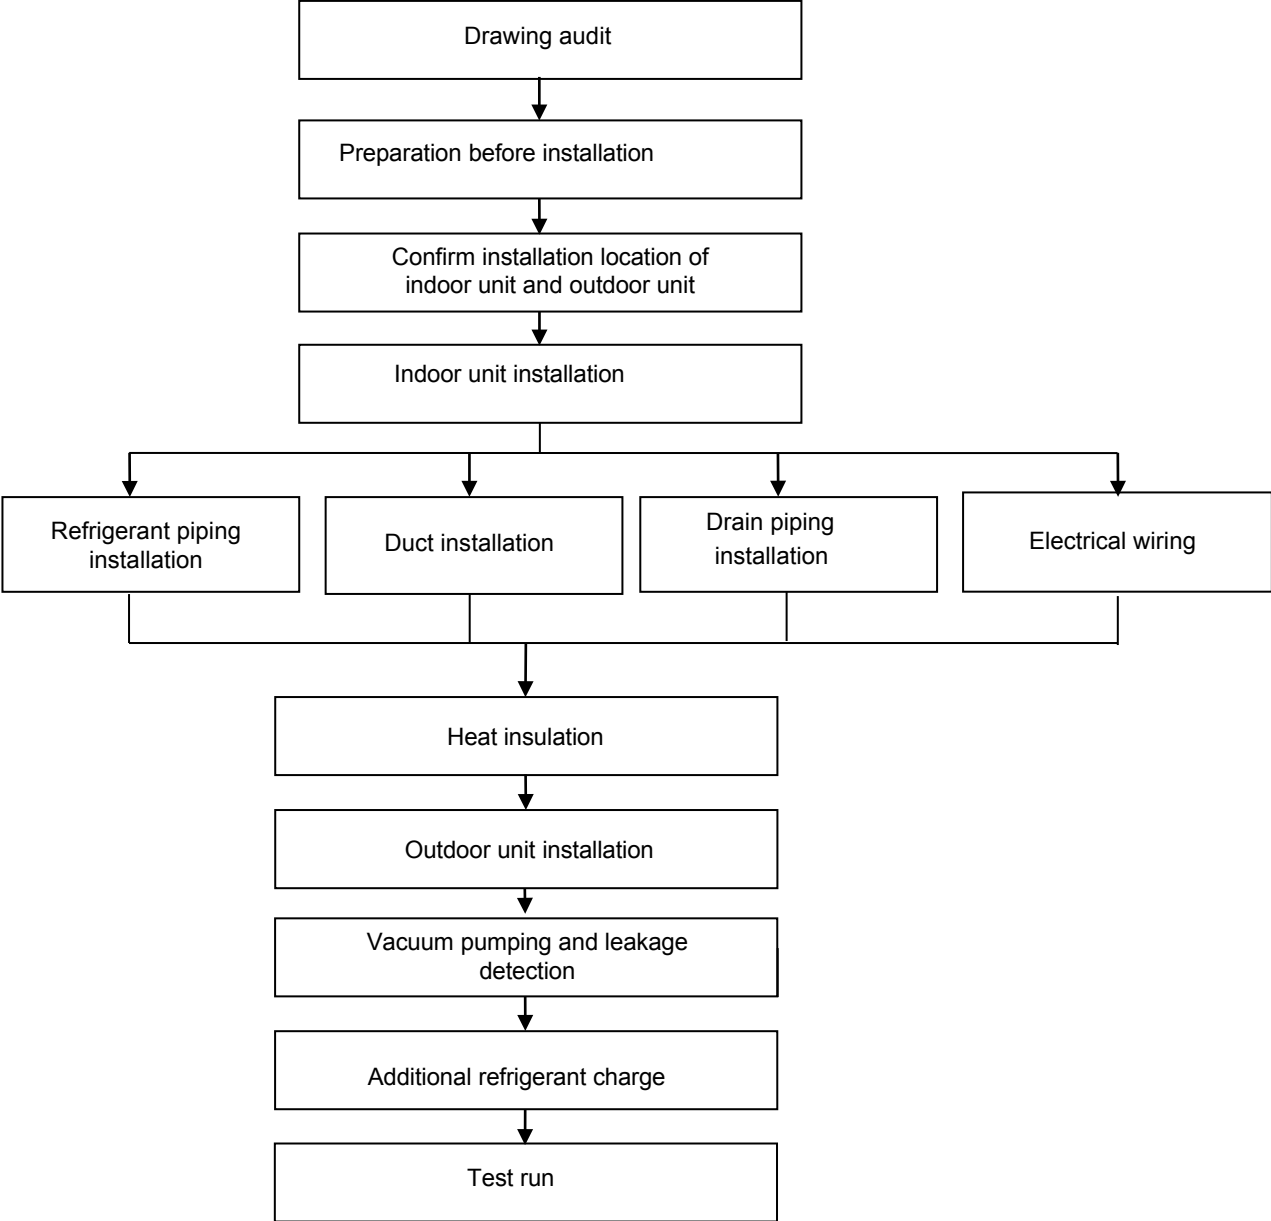 Drawing audit
Preparation before installation
Confirm installation location of
indoor unit and outdoor unit
Indoor unit installation
Refrigerant piping
installation
Duct installation
Drain piping
installation
Electrical wiring
Heat insulation
Outdoor unit installation
Vacuum pumping and leakage
detection
Additional refrigerant charge
Test run